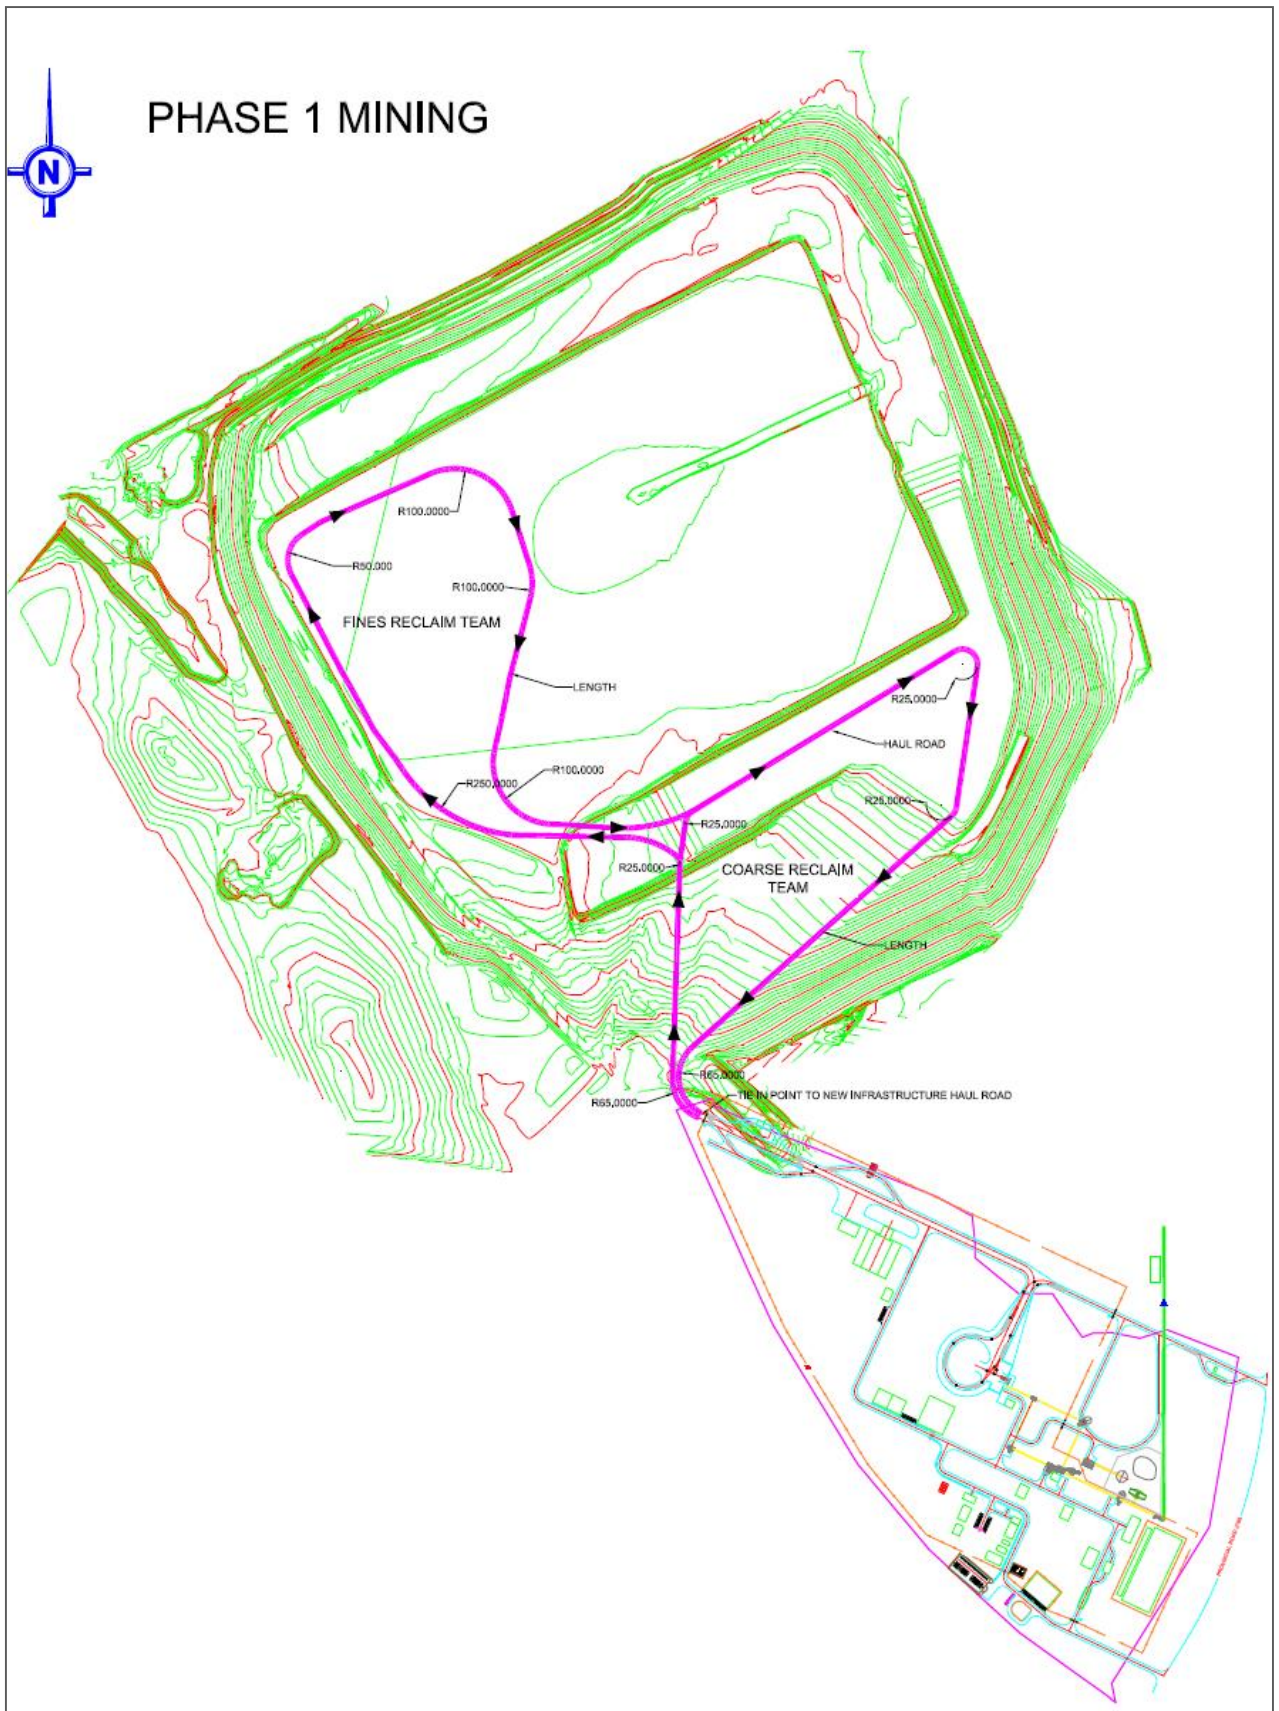 PHASE 1 MINING
N
R100.0000
R50.000
R100.0000
FINES RECLAIM TEAM
LENGTH
R25.0000
HAUL ROAD
R100.0000
R250.0000
R25.0000
R25.0000
R25.0000
COARSE RECLAIM
TEAM
LENGTH
R65.0000
TIE IN POINT TO NEW INFRASTRUCTURE HAUL ROAD
R65.0000